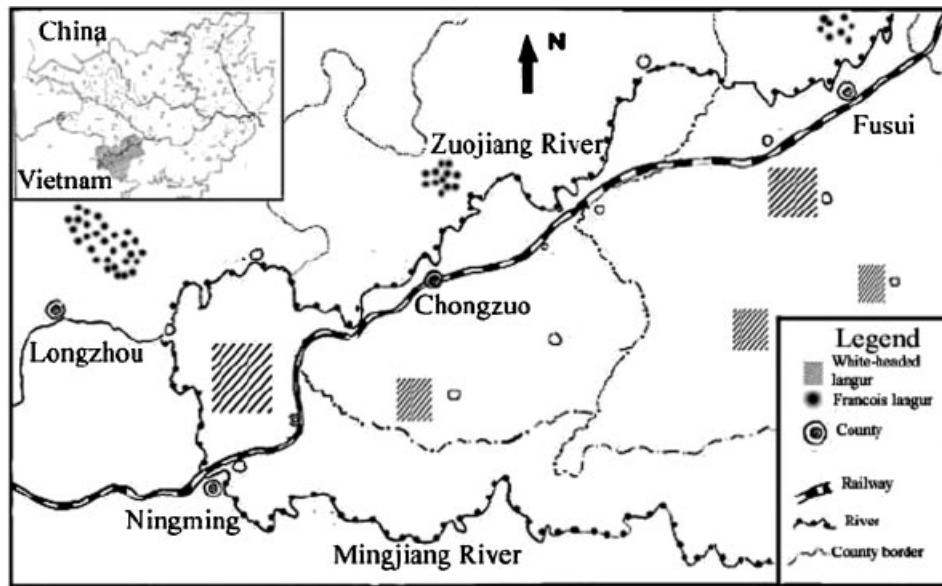 China
Vietnam
N
Zuojiang River
Fusui
Chongzuo
Longzhou
Ningming
Mingjiang River
Legend
White-headed
langur
Francois langur
County
Railway
River
County border